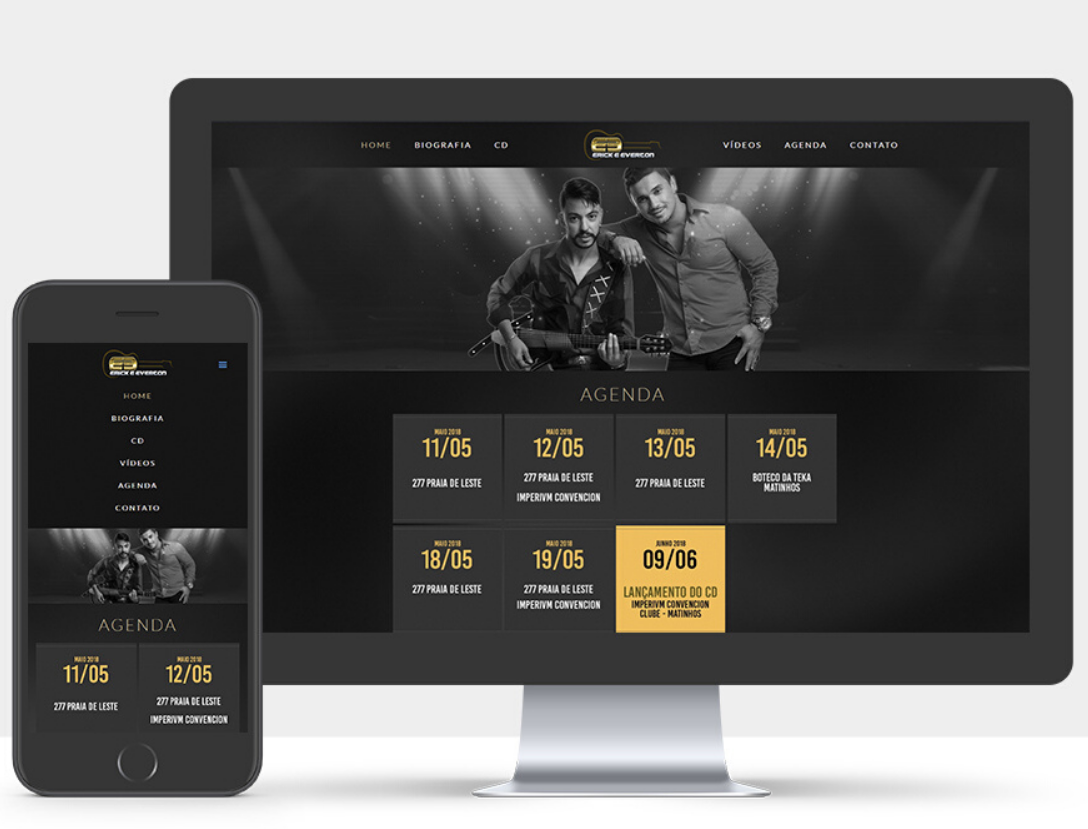 HOME BIOGRAFIA CD ERICK E EVERTON VÍDEOS AGENDA CONTATO
AGENDA
MAIO 2018
11/05
277 PRAIA DE LESTE
MAIO 2018
12/05
277 PRAIA DE LESTE
IMPERIVM CONVENCION
MAIO 2018
13/05
277 PRAIA DE LESTE
MAIO 2018
14/05
BOTECO DA TEKA
MATINHOS
MAIO 2018
18/05
277 PRAIA DE LESTE
MAIO 2018
19/05
277 PRAIA DE LESTE
IMPERIVM CONVENCION
JUNHO 2018
09/06
LANÇAMENTO DO CD
IMPERIVM CONVENCION
CLUBE - MATINHOS
ERICK E EVERTON
HOME
BIOGRAFIA
CD
VÍDEOS
AGENDA
CONTATO
AGENDA
MAIO 2018
11/05
277 PRAIA DE LESTE
MAIO 2018
12/05
277 PRAIA DE LESTE
IMPERIVM CONVENCION